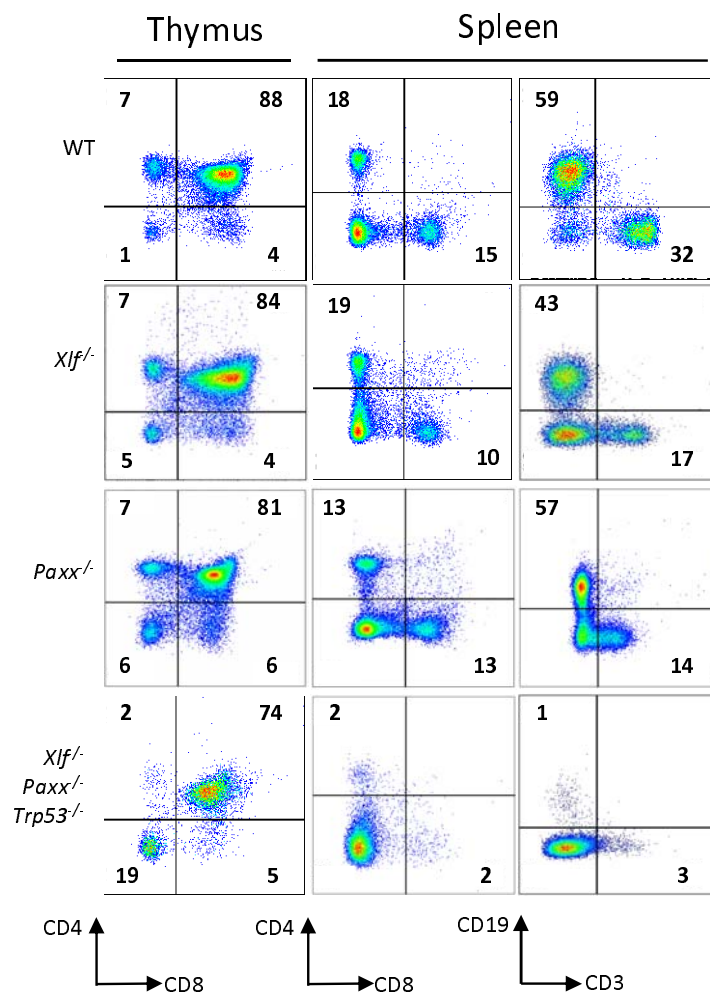 Thymus Spleen
7 88 18 59
WT
1 4 15 32
7 84 19 43
Xlf-/-
5 4 10 17
7 81 13 57
Paxx-/-
6 6 13 14
2 74 2 1
Xlf-/-
Paxx-/-
Trp53-/-
19 5 2 3
CD4 CD4 CD19
CD8 CD8 CD3